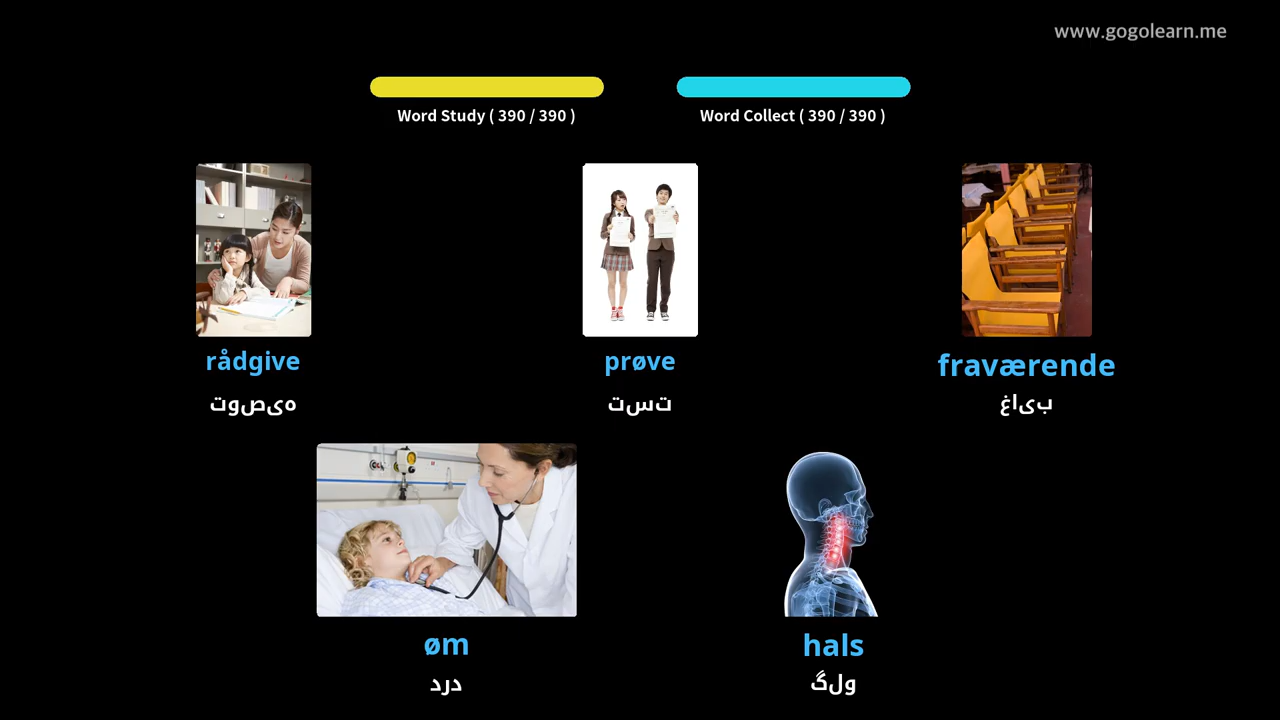 www.gogolearn.me
Word Study ( 390 / 390 )
Word Collect ( 390 / 390 )
rådgive
هیصوت
prøve
تست
fraværende
بیاغ
øm
درد
hals
ولگ